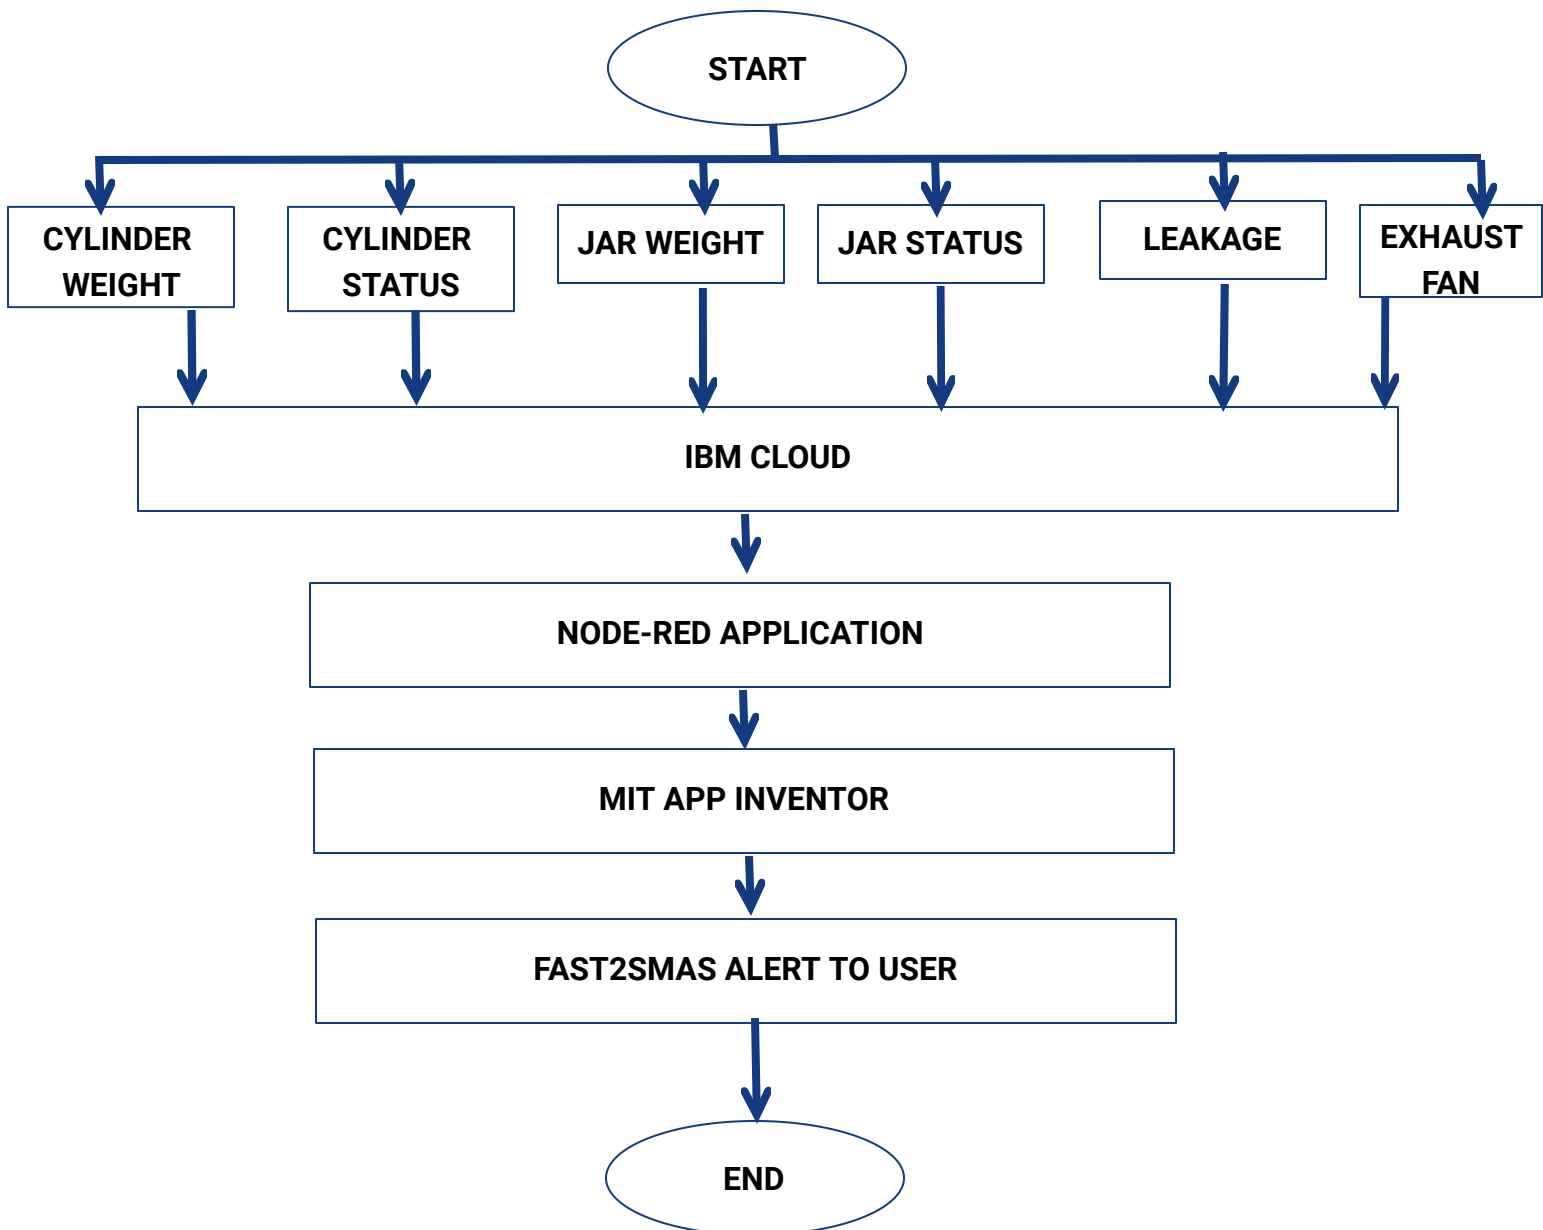 START
CYLINDER
WEIGHT
CYLINDER
STATUS
JAR WEIGHT
JAR STATUS
LEAKAGE
EXHAUST
FAN
IBM CLOUD
NODE-RED APPLICATION
MIT APP INVENTOR
FAST2SMAS ALERT TO USER
END